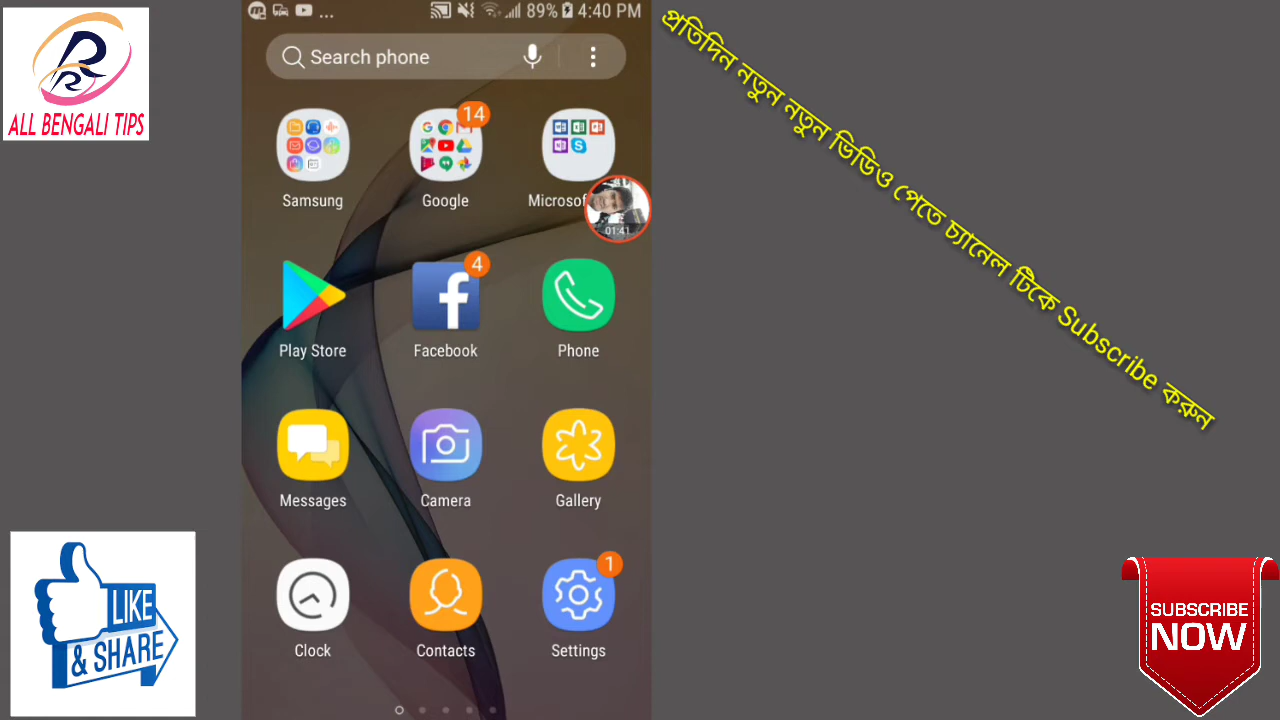 ALL BENGALI TIPS
... 89% 4:40 PM
Search phone
14
Samsung
Google
Microsof
01:41
4
Play Store
Facebook
Phone
Messages
Camera
Gallery
1
Clock
Contacts
Settings
প্রতিদিন নতুন নতুন ভিডিও পেতে চ্যানেল টিকে Subscribe করুন
LIKE
& SHARE
SUBSCRIBE
NOW